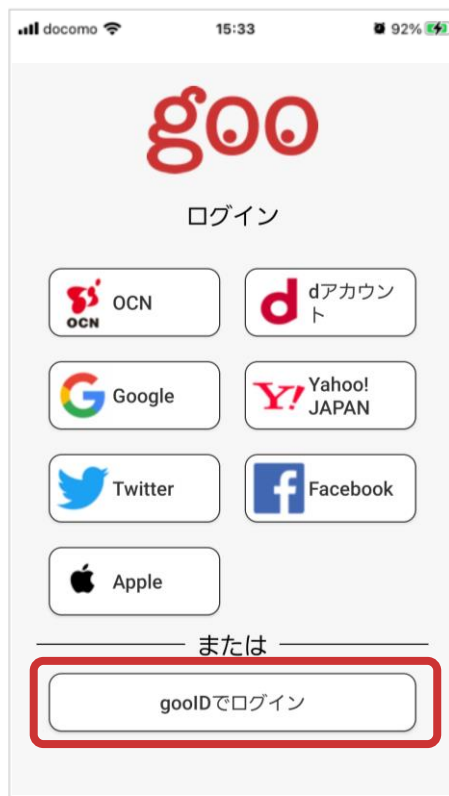 docomo 15:33 92%
goo
ログイン
OCN OCN
d dアカウン
ト
Google
Y! Yahoo!
JAPAN
Twitter
f Facebook
Apple
または
gooIDでログイン